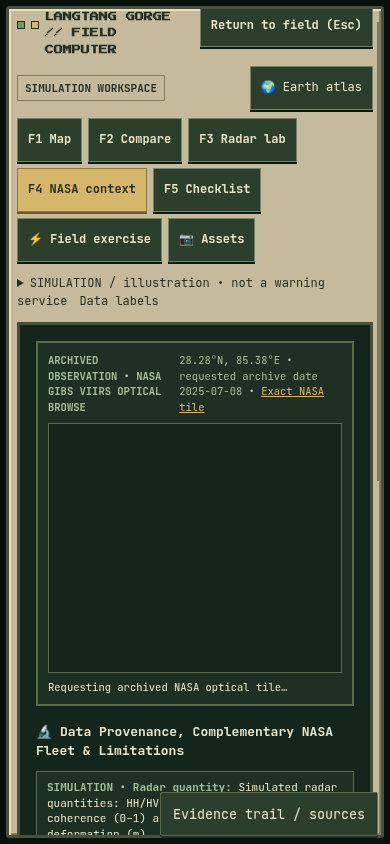 LANGTANG GORGE
// FIELD
COMPUTER
Return to field (Esc)
SIMULATION WORKSPACE
🌍 Earth atlas
F1 Map
F2 Compare
F3 Radar lab
F4 NASA context
F5 Checklist
⚡ Field exercise
📷 Assets
▶ SIMULATION / illustration • not a warning
service Data labels
ARCHIVED
OBSERVATION • NASA
GIBS VIIRS OPTICAL
BROWSE
28.28°N, 85.38°E •
requested archive date
2025-07-08 • Exact NASA
tile
Requesting archived NASA optical tile…
🔬 Data Provenance, Complementary NASA
Fleet & Limitations
SIMULATION • Radar quantity: Simulated radar
quantities: HH/HV
coherence (0–1) a
deformation (m)
Evidence trail / sources